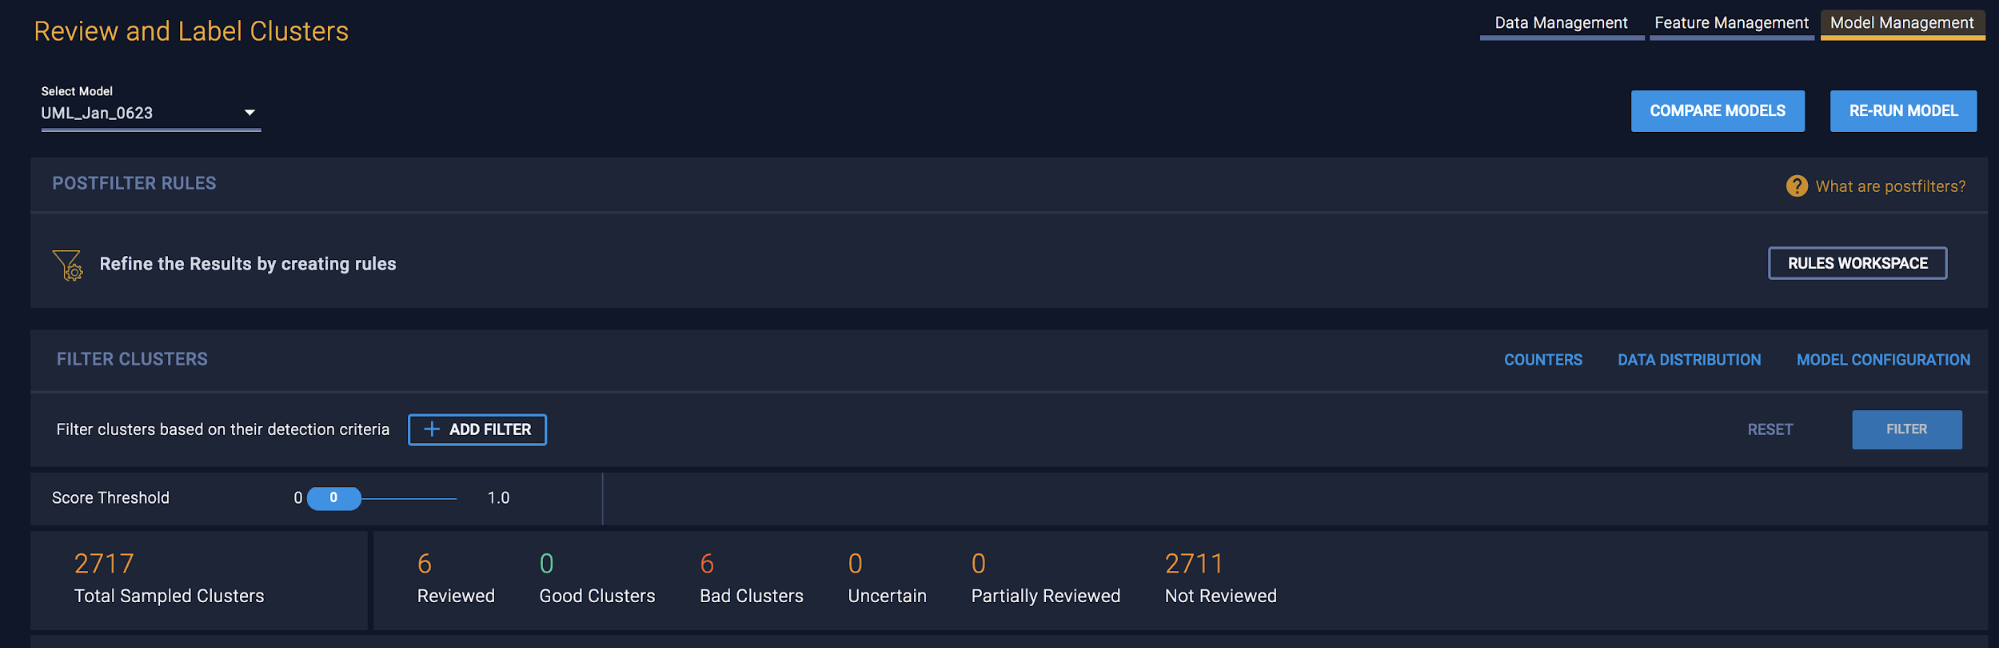 Review and Label Clusters
Data Management
Feature Management
Model Management
Select Model
UML_Jan_0623
COMPARE MODELS
RE-RUN MODEL
POSTFILTER RULES
? What are postfilters?
Refine the Results by creating rules
RULES WORKSPACE
FILTER CLUSTERS
COUNTERS
DATA DISTRIBUTION
MODEL CONFIGURATION
Filter clusters based on their detection criteria
+ ADD FILTER
RESET
FILTER
Score Threshold
0
0
1.0
2717
Total Sampled Clusters
6
Reviewed
0
Good Clusters
6
Bad Clusters
0
Uncertain
0
Partially Reviewed
2711
Not Reviewed